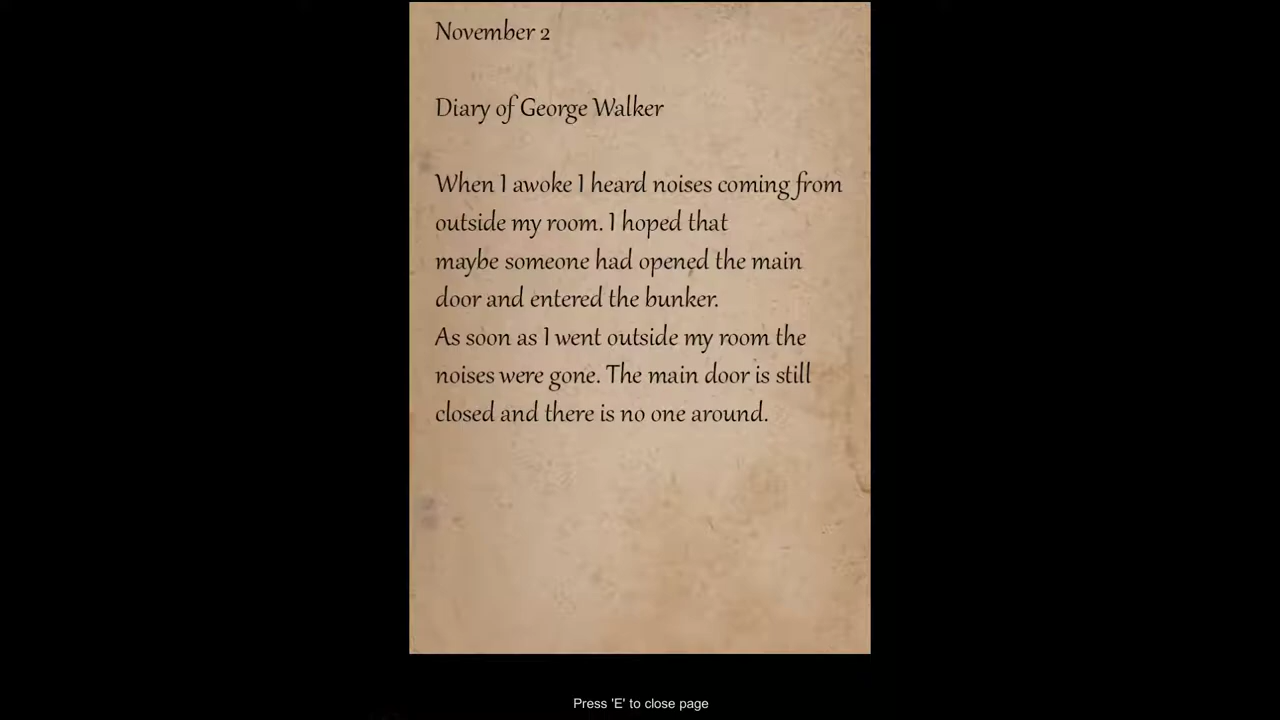 November 2
Diary of George Walker
When I awoke I heard noises coming from
outside my room. I hoped that
maybe someone had opened the main
door and entered the bunker.
As soon as I went outside my room the
noises were gone. The main door is still
closed and there is no one around.
Press 'E' to close page